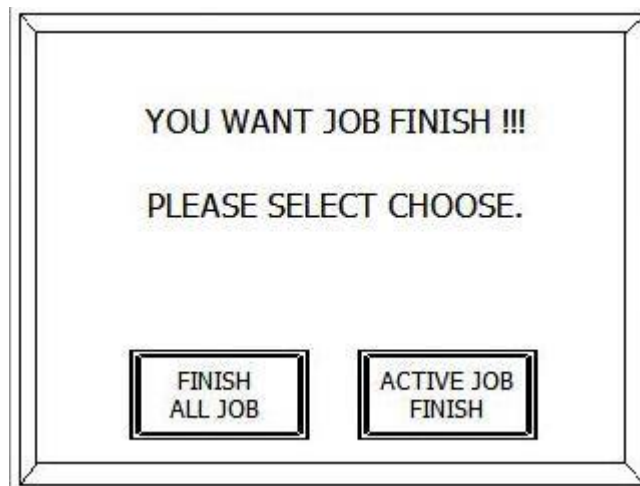 YOU WANT JOB FINISH !!!
PLEASE SELECT CHOOSE.
FINISH
ALL JOB
ACTIVE JOB
FINISH